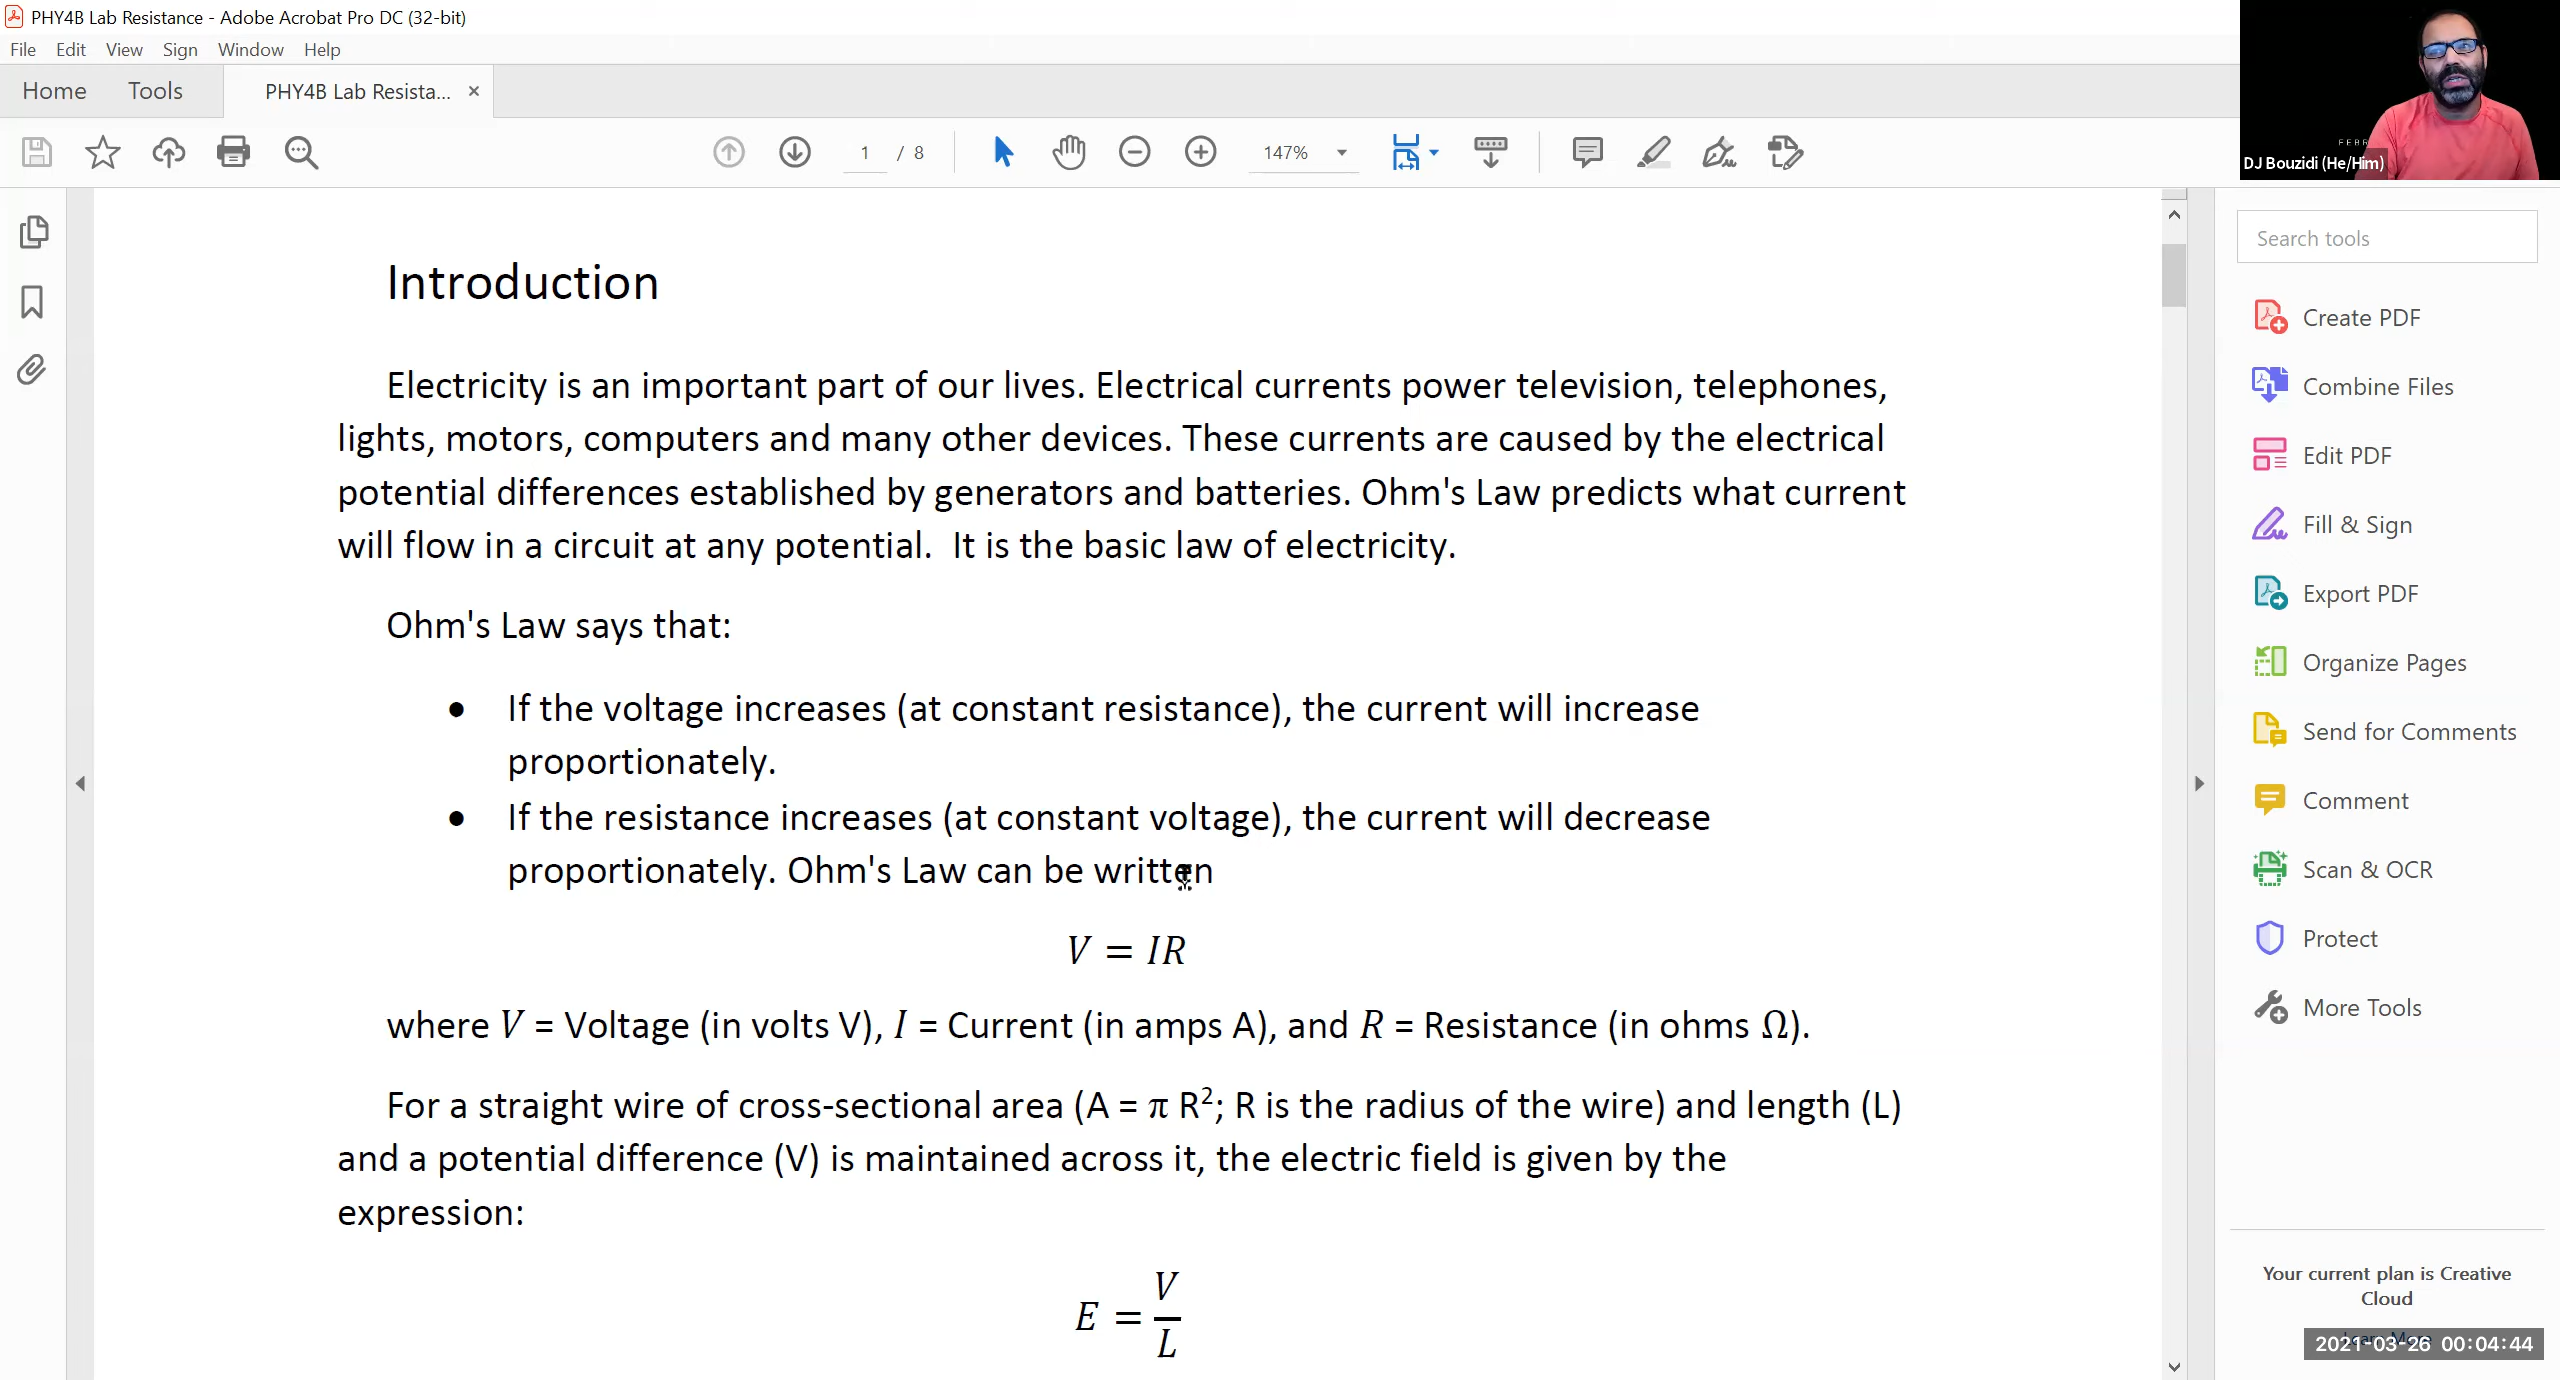 PHY4B Lab Resistance - Adobe Acrobat Pro DC (32-bit)
File Edit View Sign Window Help
Home Tools PHY4B Lab Resista... ×
1 / 8 147%
DJ Bouzidi (He/Him)
Introduction
Electricity is an important part of our lives. Electrical currents power television, telephones,
lights, motors, computers and many other devices. These currents are caused by the electrical
potential differences established by generators and batteries. Ohm's Law predicts what current
will flow in a circuit at any potential.  It is the basic law of electricity.
Ohm's Law says that:
● If the voltage increases (at constant resistance), the current will increase
proportionately.
● If the resistance increases (at constant voltage), the current will decrease
proportionately. Ohm's Law can be written
V = IR
where V = Voltage (in volts V), I = Current (in amps A), and R = Resistance (in ohms Ω).
For a straight wire of cross-sectional area (A = π R²; R is the radius of the wire) and length (L)
and a potential difference (V) is maintained across it, the electric field is given by the
expression:
E = V
L
Search tools
Create PDF
Combine Files
Edit PDF
Fill & Sign
Export PDF
Organize Pages
Send for Comments
Comment
Scan & OCR
Protect
More Tools
Your current plan is Creative
Cloud
2021-03-26 00:04:44